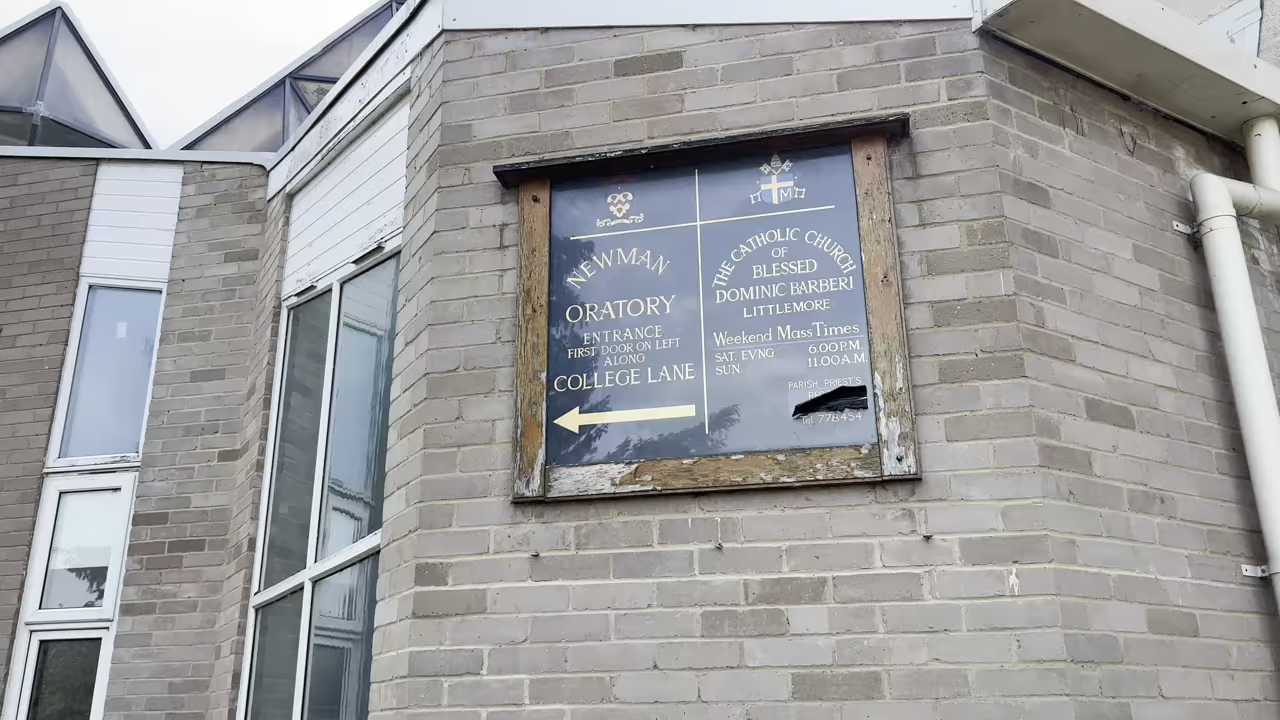 NEWMAN
ORATORY
ENTRANCE
FIRST DOOR ON LEFT
ALONG
COLLEGE LANE
M
THE CATHOLIC CHURCH
OF
BLESSED
DOMINIC BARBERI
LITTLEMORE
Weekend Mass Times
SAT. EVNG 6.00 P.M.
SUN. 11.00 A.M.
PARISH PRIEST'S
Tel. 778454